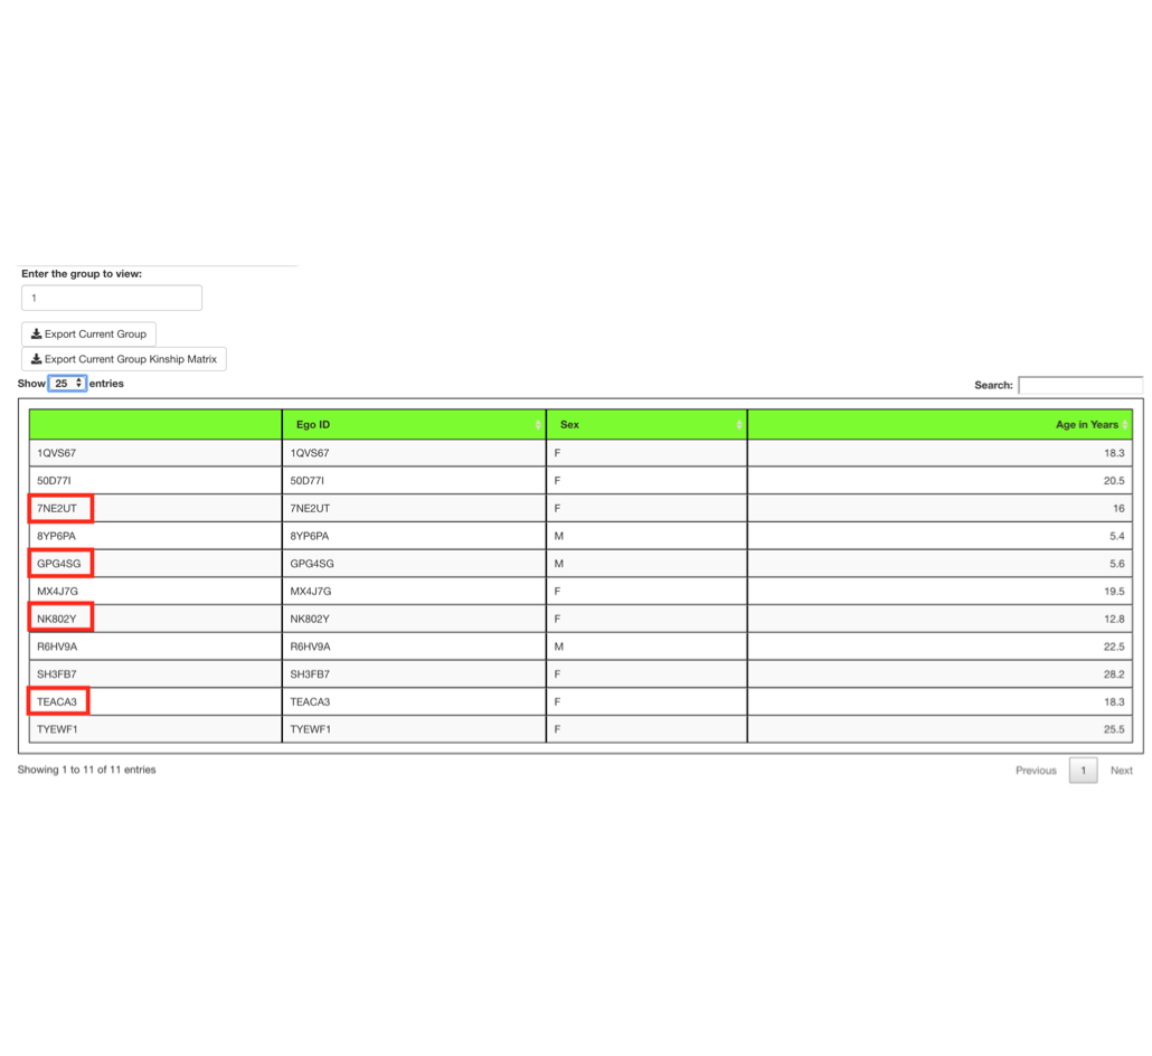 Enter the group to view:
1
Export Current Group
Export Current Group Kinship Matrix
Show 25 entries Search:
Ego ID Sex Age in Years
1QVS67 1QVS67 F 18.3
50D77I 50D77I F 20.5
7NE2UT 7NE2UT F 16
8YP6PA 8YP6PA M 5.4
GPG4SG GPG4SG M 5.6
MX4J7G MX4J7G F 19.5
NK802Y NK802Y F 12.8
R6HV9A R6HV9A M 22.5
SH3FB7 SH3FB7 F 28.2
TEACA3 TEACA3 F 18.3
TYEWF1 TYEWF1 F 25.5
Showing 1 to 11 of 11 entries Previous 1 Next